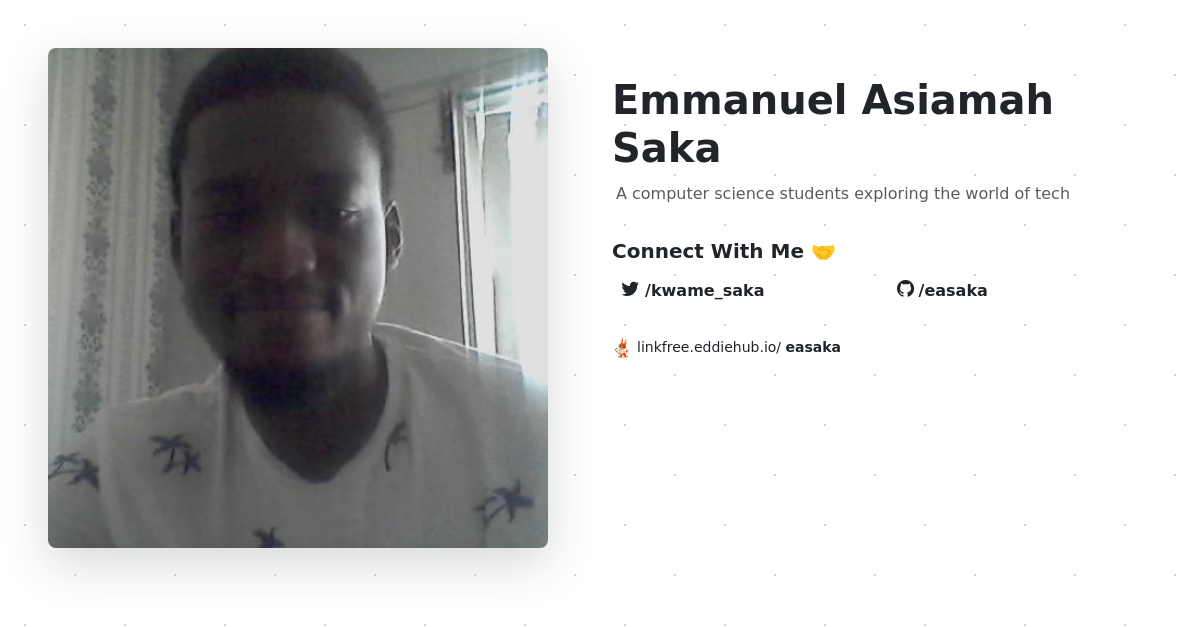 Emmanuel Asiamah
Saka
A computer science students exploring the world of tech
Connect With Me 🤝
/kwame_saka
/easaka
linkfree.eddiehub.io/ easaka